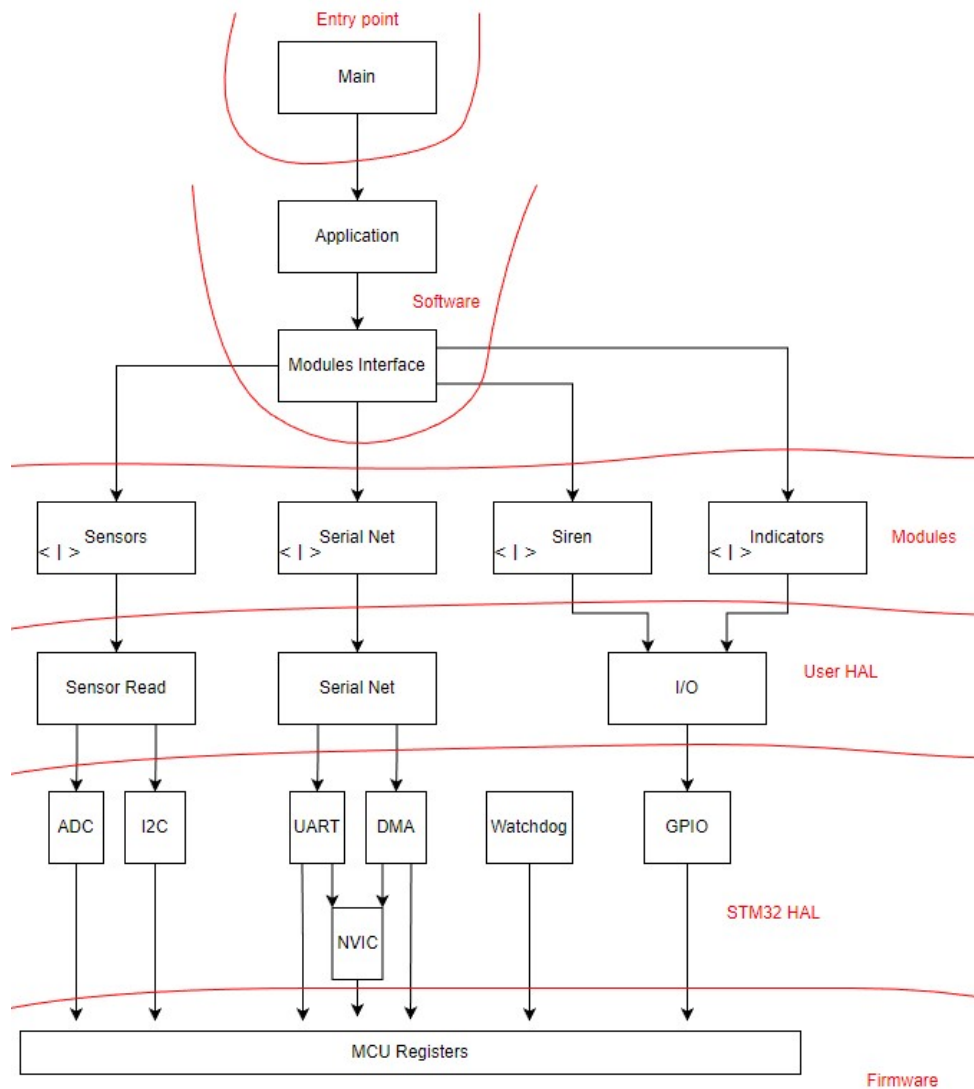 Entry point
Main
Application
Software
Modules Interface
Sensors
< | >
Serial Net
< | >
Siren
< | >
Indicators
< | >
Modules
Sensor Read
Serial Net
I/O
User HAL
ADC
I2C
UART
DMA
Watchdog
GPIO
NVIC
STM32 HAL
MCU Registers
Firmware